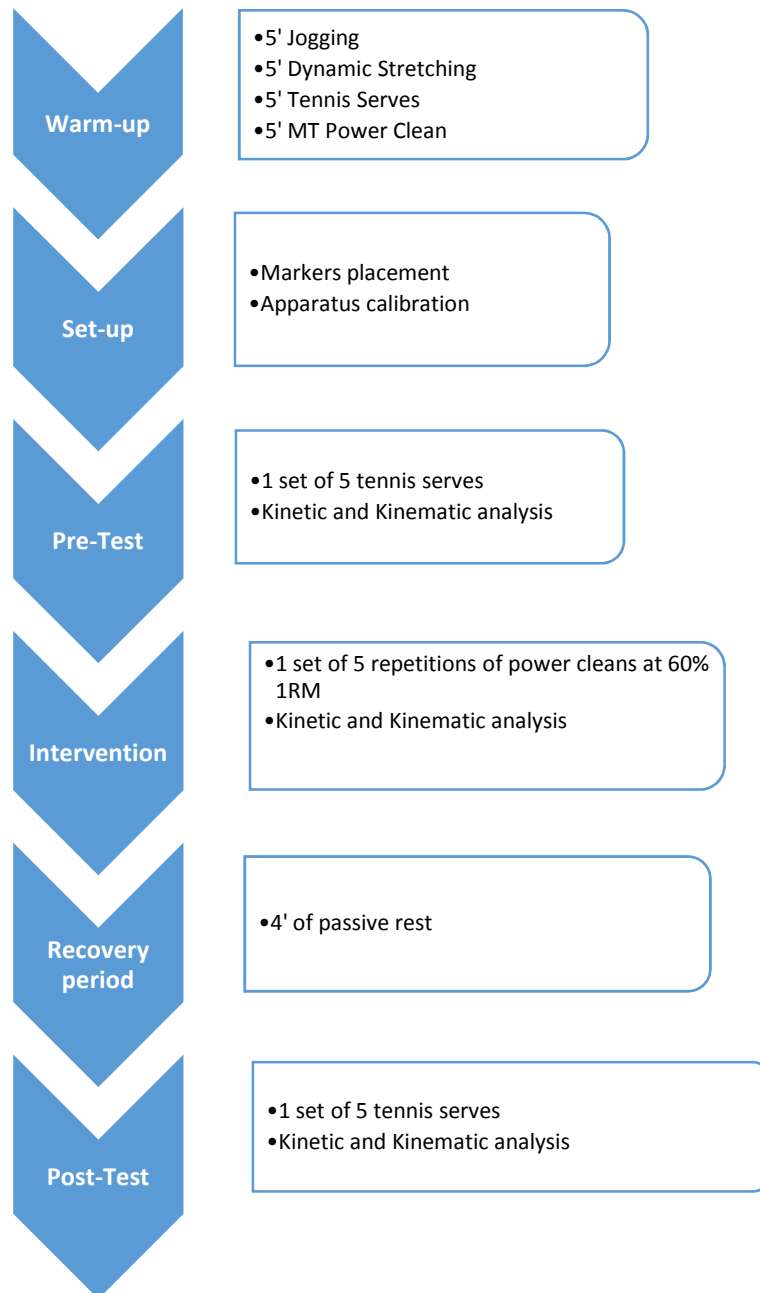 Warm-up
•5' Jogging
•5' Dynamic Stretching
•5' Tennis Serves
•5' MT Power Clean
Set-up
•Markers placement
•Apparatus calibration
Pre-Test
•1 set of 5 tennis serves
•Kinetic and Kinematic analysis
Intervention
•1 set of 5 repetitions of power cleans at 60%
1RM
•Kinetic and Kinematic analysis
Recovery
period
•4' of passive rest
Post-Test
•1 set of 5 tennis serves
•Kinetic and Kinematic analysis